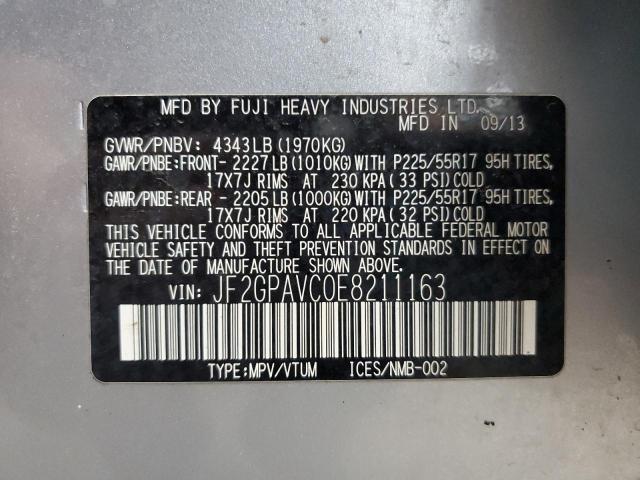 MFD BY FUJI HEAVY INDUSTRIES LTD.
MFD IN 09/13
GVWR/PNBV: 4343LB (1970KG)
GAWR/PNBE:FRONT- 2227LB (1010KG) WITH P225/55R17 95H TIRES,
17X7J RIMS AT 230 KPA (33 PSI) COLD
GAWR/PNBE:REAR - 2205LB (1000KG) WITH P225/55R17 95H TIRES,
17X7J RIMS AT 220 KPA (32 PSI) COLD
THIS VEHICLE CONFORMS TO ALL APPLICABLE FEDERAL MOTOR
VEHICLE SAFETY AND THEFT PREVENTION STANDARDS IN EFFECT ON
THE DATE OF MANUFACTURE SHOWN ABOVE.
VIN: JF2GPAVC0E8211163
TYPE:MPV/VTUM ICES/NMB-002